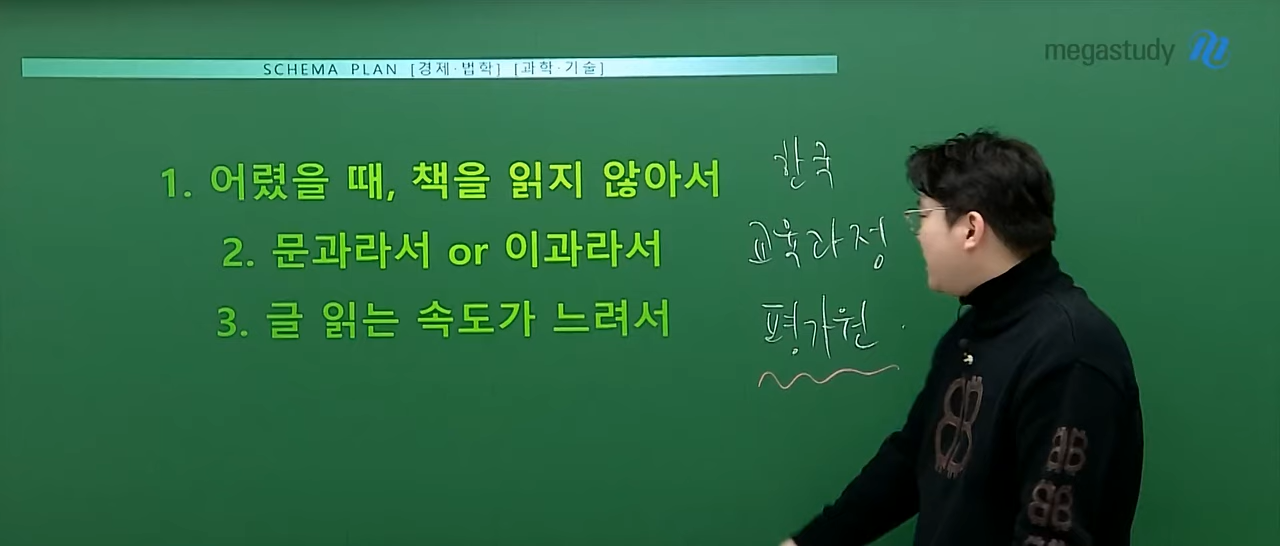 megastudy
SCHEMA PLAN [경제·법학] [과학·기술]
1. 어렸을 때, 책을 읽지 않아서
2. 문과라서 or 이과라서
3. 글 읽는 속도가 느려서
한국
교육과정
평가원